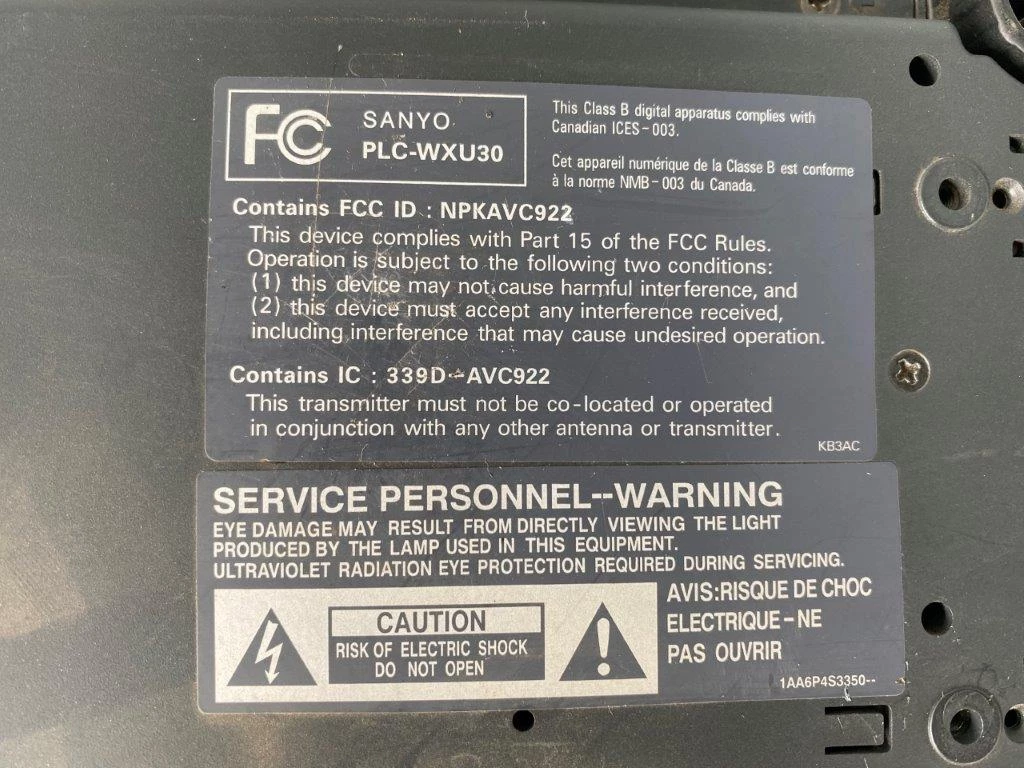 FC SANYO
PLC-WXU30
This Class B digital apparatus complies with
Canadian ICES-003.
Cet appareil numérique de la Classe B est conforme
à la norme NMB-003 du Canada.
Contains FCC ID : NPKAVC922
This device complies with Part 15 of the FCC Rules.
Operation is subject to the following two conditions:
(1) this device may not cause harmful interference, and
(2) this device must accept any interference received,
including interference that may cause undesired operation.
Contains IC : 339D-AVC922
This transmitter must not be co-located or operated
in conjunction with any other antenna or transmitter.
KB3AC
SERVICE PERSONNEL--WARNING
EYE DAMAGE MAY RESULT FROM DIRECTLY VIEWING THE LIGHT
PRODUCED BY THE LAMP USED IN THIS EQUIPMENT.
ULTRAVIOLET RADIATION EYE PROTECTION REQUIRED DURING SERVICING.
CAUTION
RISK OF ELECTRIC SHOCK
DO NOT OPEN
AVIS:RISQUE DE CHOC
ELECTRIQUE-NE
PAS OUVRIR
1AA6P4S3350--